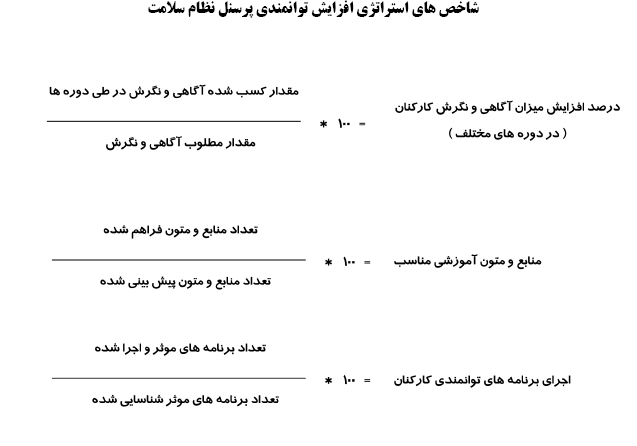 شاخص های استراتژی افزایش توانمندی پرسنل نظام سلامت
درصد افزایش میزان آگاهی و نگرش کارکنان
( در دوره های مختلف )
= ۱۰۰ *
مقدار کسب شده آگاهی و نگرش در طی دوره ها
مقدار مطلوب آگاهی و نگرش
منابع و متون آموزشی مناسب
= ۱۰۰ *
تعداد منابع و متون فراهم شده
تعداد منابع و متون پیش بینی شده
اجرای برنامه های توانمندی کارکنان
= ۱۰۰ *
تعداد برنامه های موثر و اجرا شده
تعداد برنامه های موثر شناسایی شده